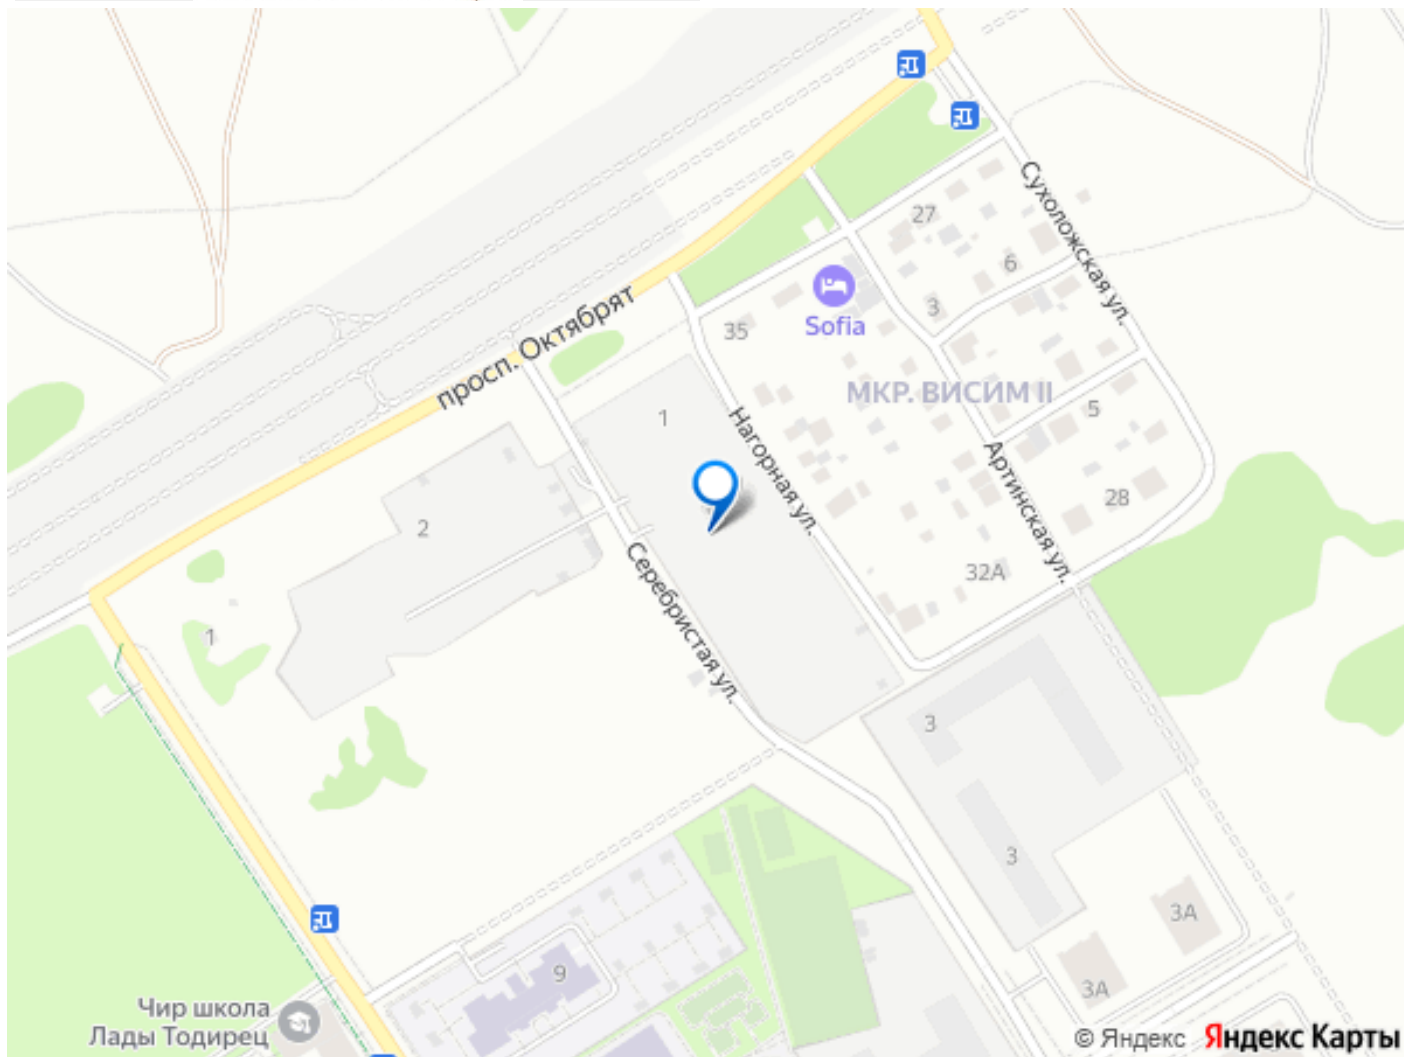 Сухоложская ул.
27
6
3
Sofia
35
просп. Октябрят
МКР. ВИСИМ II
5
1
Нагорная ул.
Артинская ул.
28
2
32А
Серебристая ул.
1
3
3
3А
3А
9
Чир школа
Лады Тодирец
© Яндекс Яндекс Карты